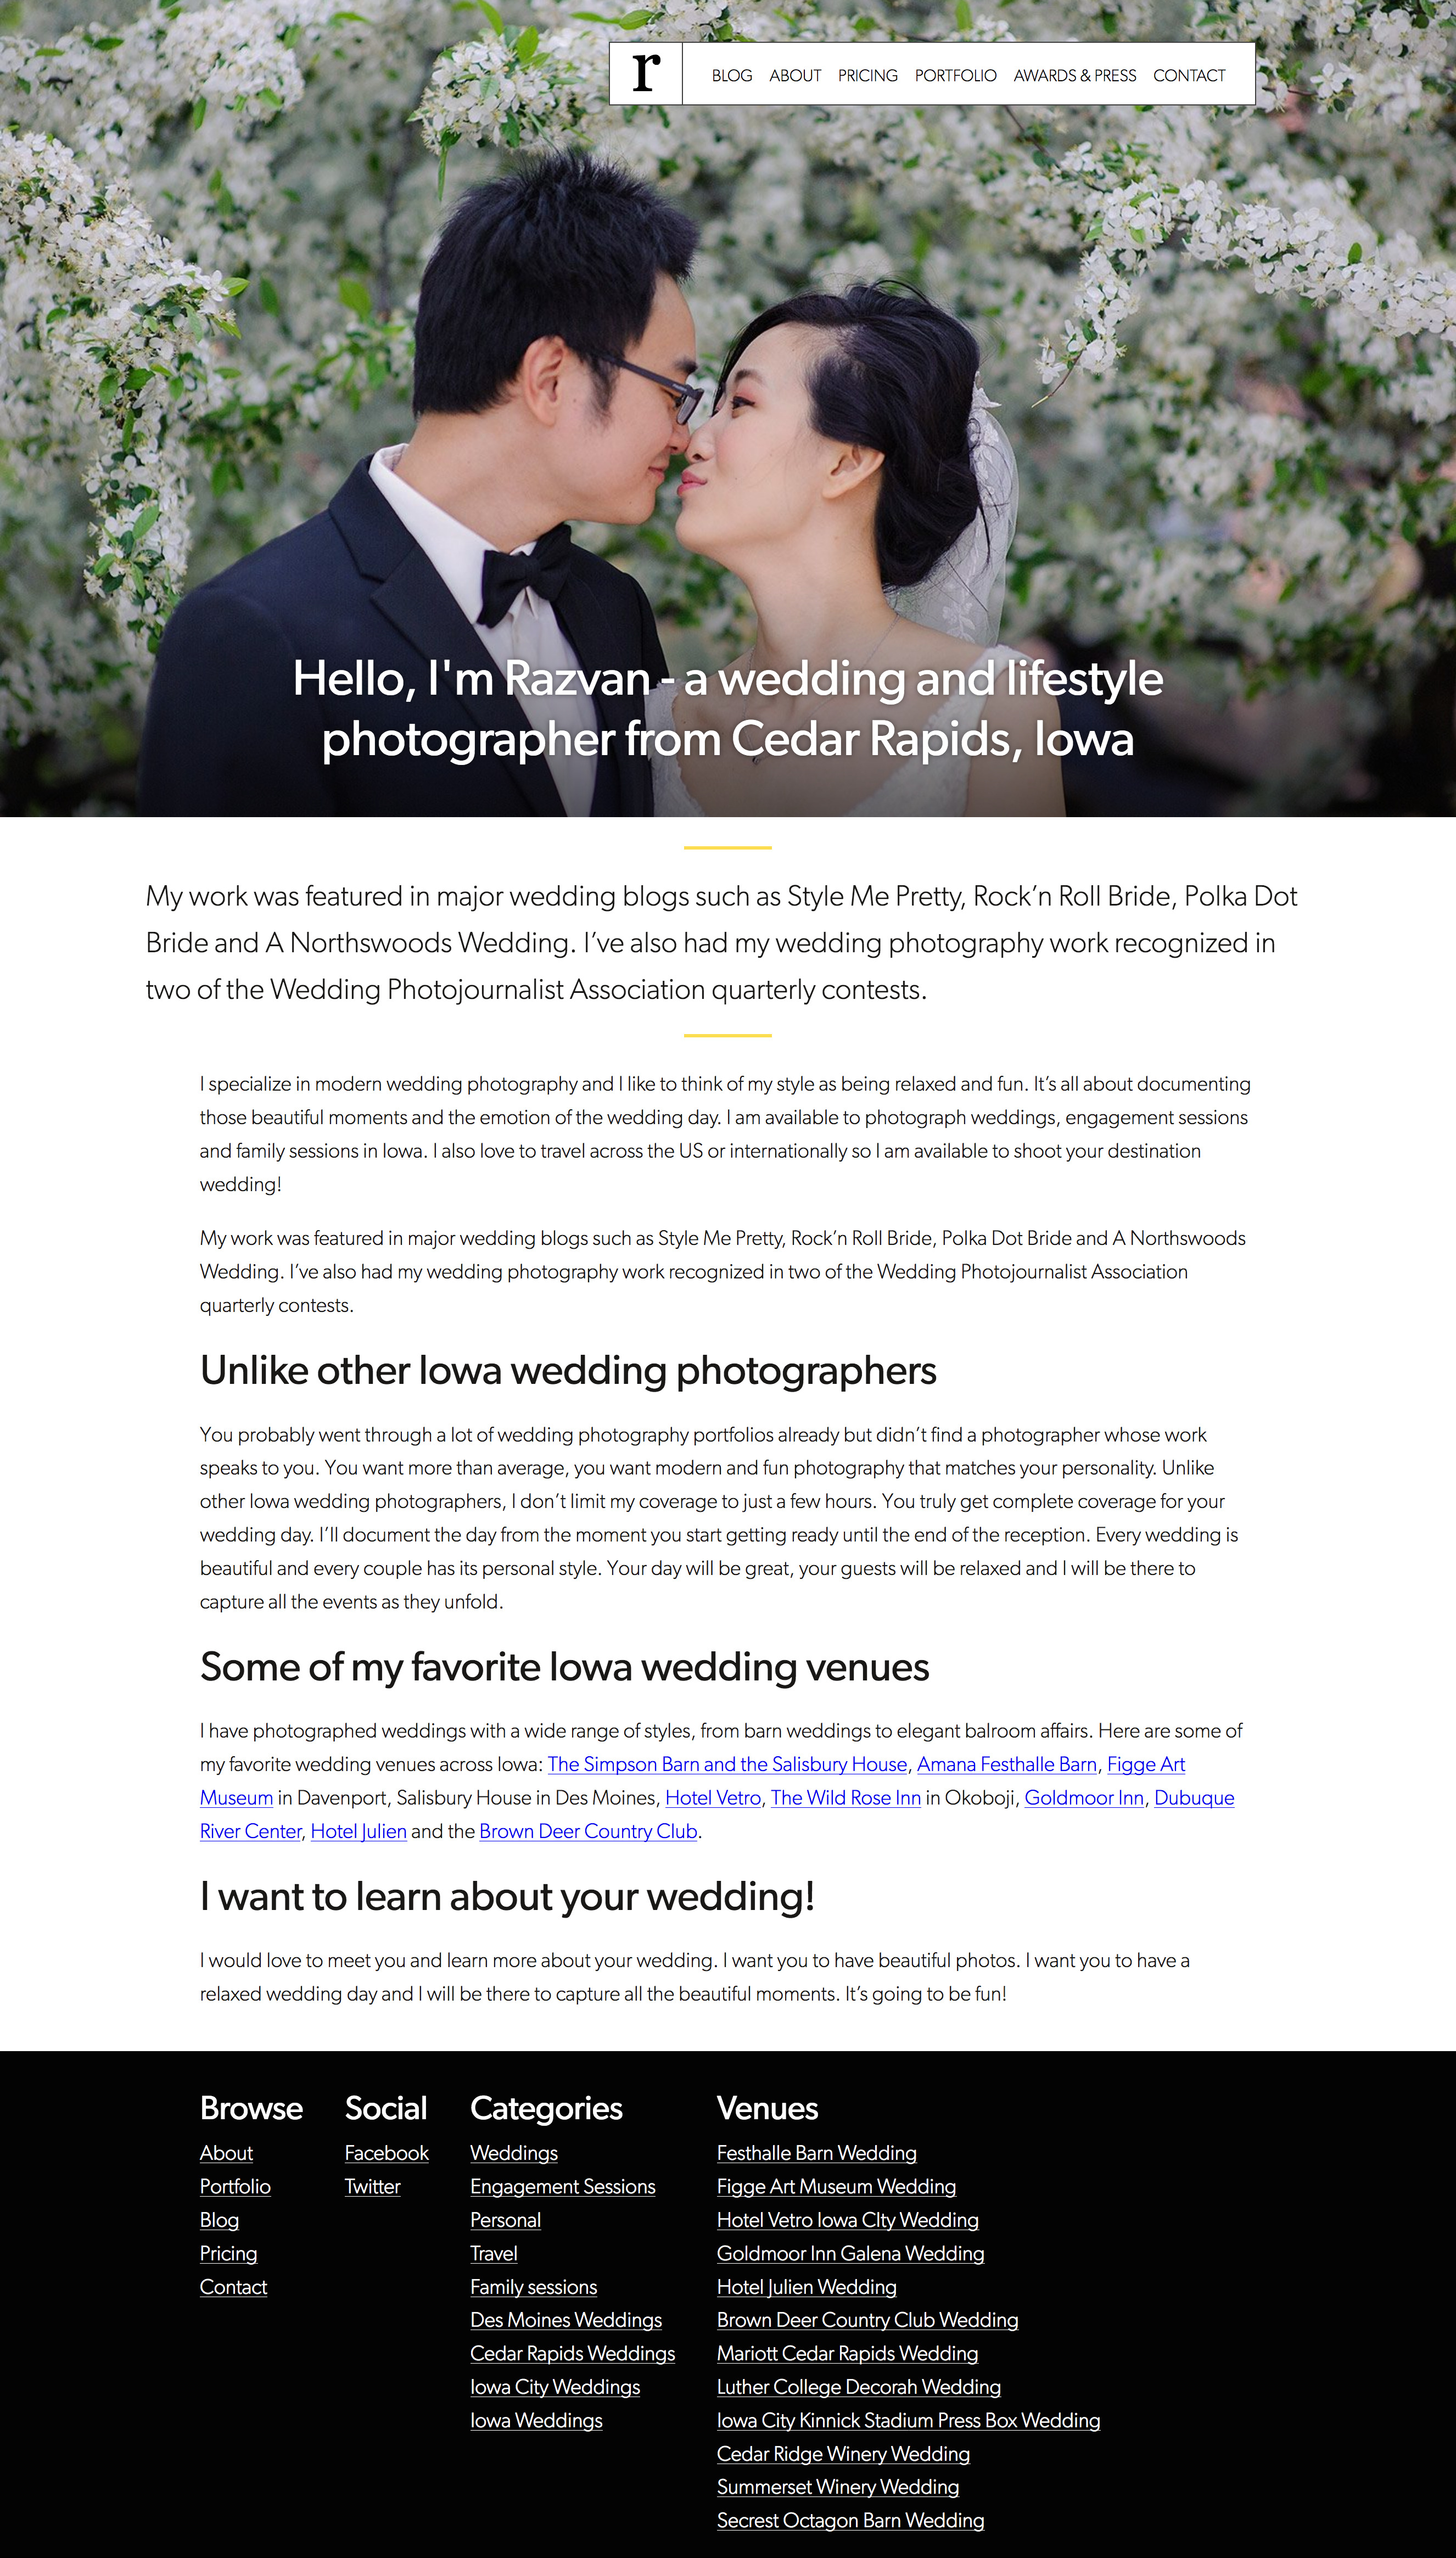 r
BLOG ABOUT PRICING PORTFOLIO AWARDS & PRESS CONTACT
Hello, I'm Razvan - a wedding and lifestyle
photographer from Cedar Rapids, Iowa
My work was featured in major wedding blogs such as Style Me Pretty, Rock’n Roll Bride, Polka Dot
Bride and A Northswoods Wedding. I’ve also had my wedding photography work recognized in
two of the Wedding Photojournalist Association quarterly contests.
I specialize in modern wedding photography and I like to think of my style as being relaxed and fun. It’s all about documenting
those beautiful moments and the emotion of the wedding day. I am available to photograph weddings, engagement sessions
and family sessions in Iowa. I also love to travel across the US or internationally so I am available to shoot your destination
wedding!
My work was featured in major wedding blogs such as Style Me Pretty, Rock’n Roll Bride, Polka Dot Bride and A Northswoods
Wedding. I’ve also had my wedding photography work recognized in two of the Wedding Photojournalist Association
quarterly contests.
Unlike other Iowa wedding photographers
You probably went through a lot of wedding photography portfolios already but didn’t find a photographer whose work
speaks to you. You want more than average, you want modern and fun photography that matches your personality. Unlike
other Iowa wedding photographers, I don’t limit my coverage to just a few hours. You truly get complete coverage for your
wedding day. I’ll document the day from the moment you start getting ready until the end of the reception. Every wedding is
beautiful and every couple has its personal style. Your day will be great, your guests will be relaxed and I will be there to
capture all the events as they unfold.
Some of my favorite Iowa wedding venues
I have photographed weddings with a wide range of styles, from barn weddings to elegant balroom affairs. Here are some of
my favorite wedding venues across Iowa: The Simpson Barn and the Salisbury House, Amana Festhalle Barn, Figge Art
Museum in Davenport, Salisbury House in Des Moines, Hotel Vetro, The Wild Rose Inn in Okoboji, Goldmoor Inn, Dubuque
River Center, Hotel Julien and the Brown Deer Country Club.
I want to learn about your wedding!
I would love to meet you and learn more about your wedding. I want you to have beautiful photos. I want you to have a
relaxed wedding day and I will be there to capture all the beautiful moments. It’s going to be fun!
Browse
About
Portfolio
Blog
Pricing
Contact
Social
Facebook
Twitter
Categories
Weddings
Engagement Sessions
Personal
Travel
Family sessions
Des Moines Weddings
Cedar Rapids Weddings
Iowa City Weddings
Iowa Weddings
Venues
Festhalle Barn Wedding
Figge Art Museum Wedding
Hotel Vetro Iowa CIty Wedding
Goldmoor Inn Galena Wedding
Hotel Julien Wedding
Brown Deer Country Club Wedding
Mariott Cedar Rapids Wedding
Luther College Decorah Wedding
Iowa City Kinnick Stadium Press Box Wedding
Cedar Ridge Winery Wedding
Summerset Winery Wedding
Secrest Octagon Barn Wedding